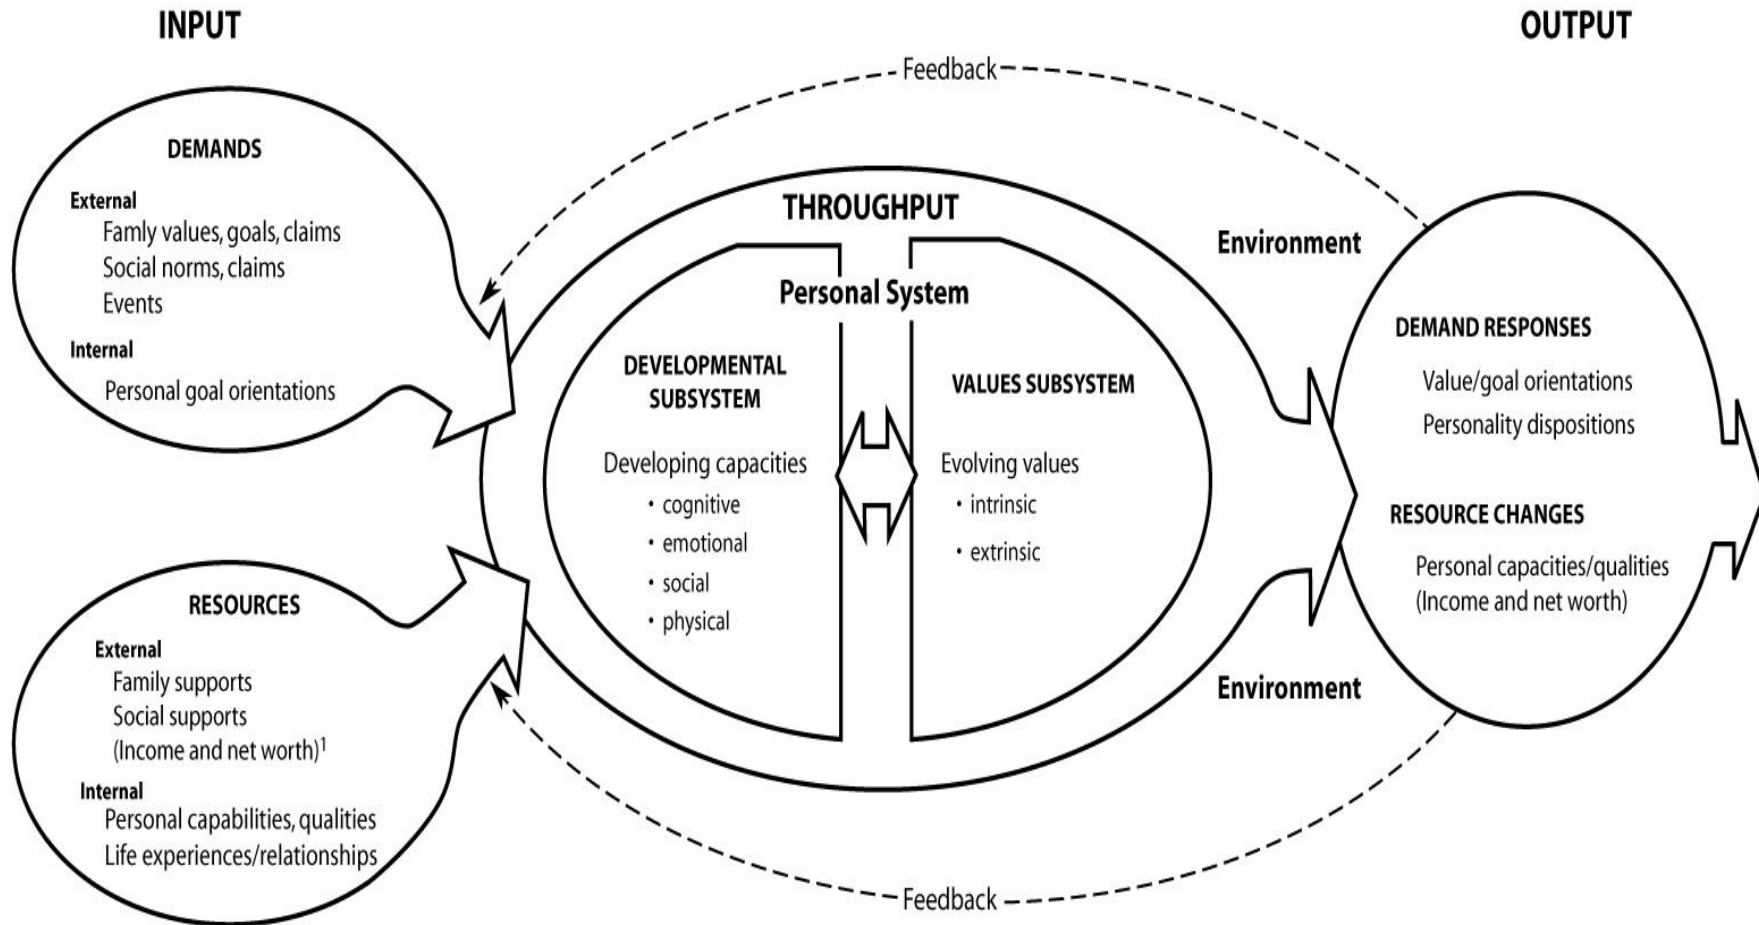 INPUT
OUTPUT
Feedback
DEMANDS
External
Famly values, goals, claims
Social norms, claims
Events
Internal
Personal goal orientations
RESOURCES
External
Family supports
Social supports
(Income and net worth)¹
Internal
Personal capabilities, qualities
Life experiences/relationships
THROUGHPUT
Personal System
DEVELOPMENTAL
SUBSYSTEM
Developing capacities
• cognitive
• emotional
• social
• physical
VALUES SUBSYSTEM
Evolving values
• intrinsic
• extrinsic
Environment
Environment
DEMAND RESPONSES
Value/goal orientations
Personality dispositions
RESOURCE CHANGES
Personal capacities/qualities
(Income and net worth)
Feedback